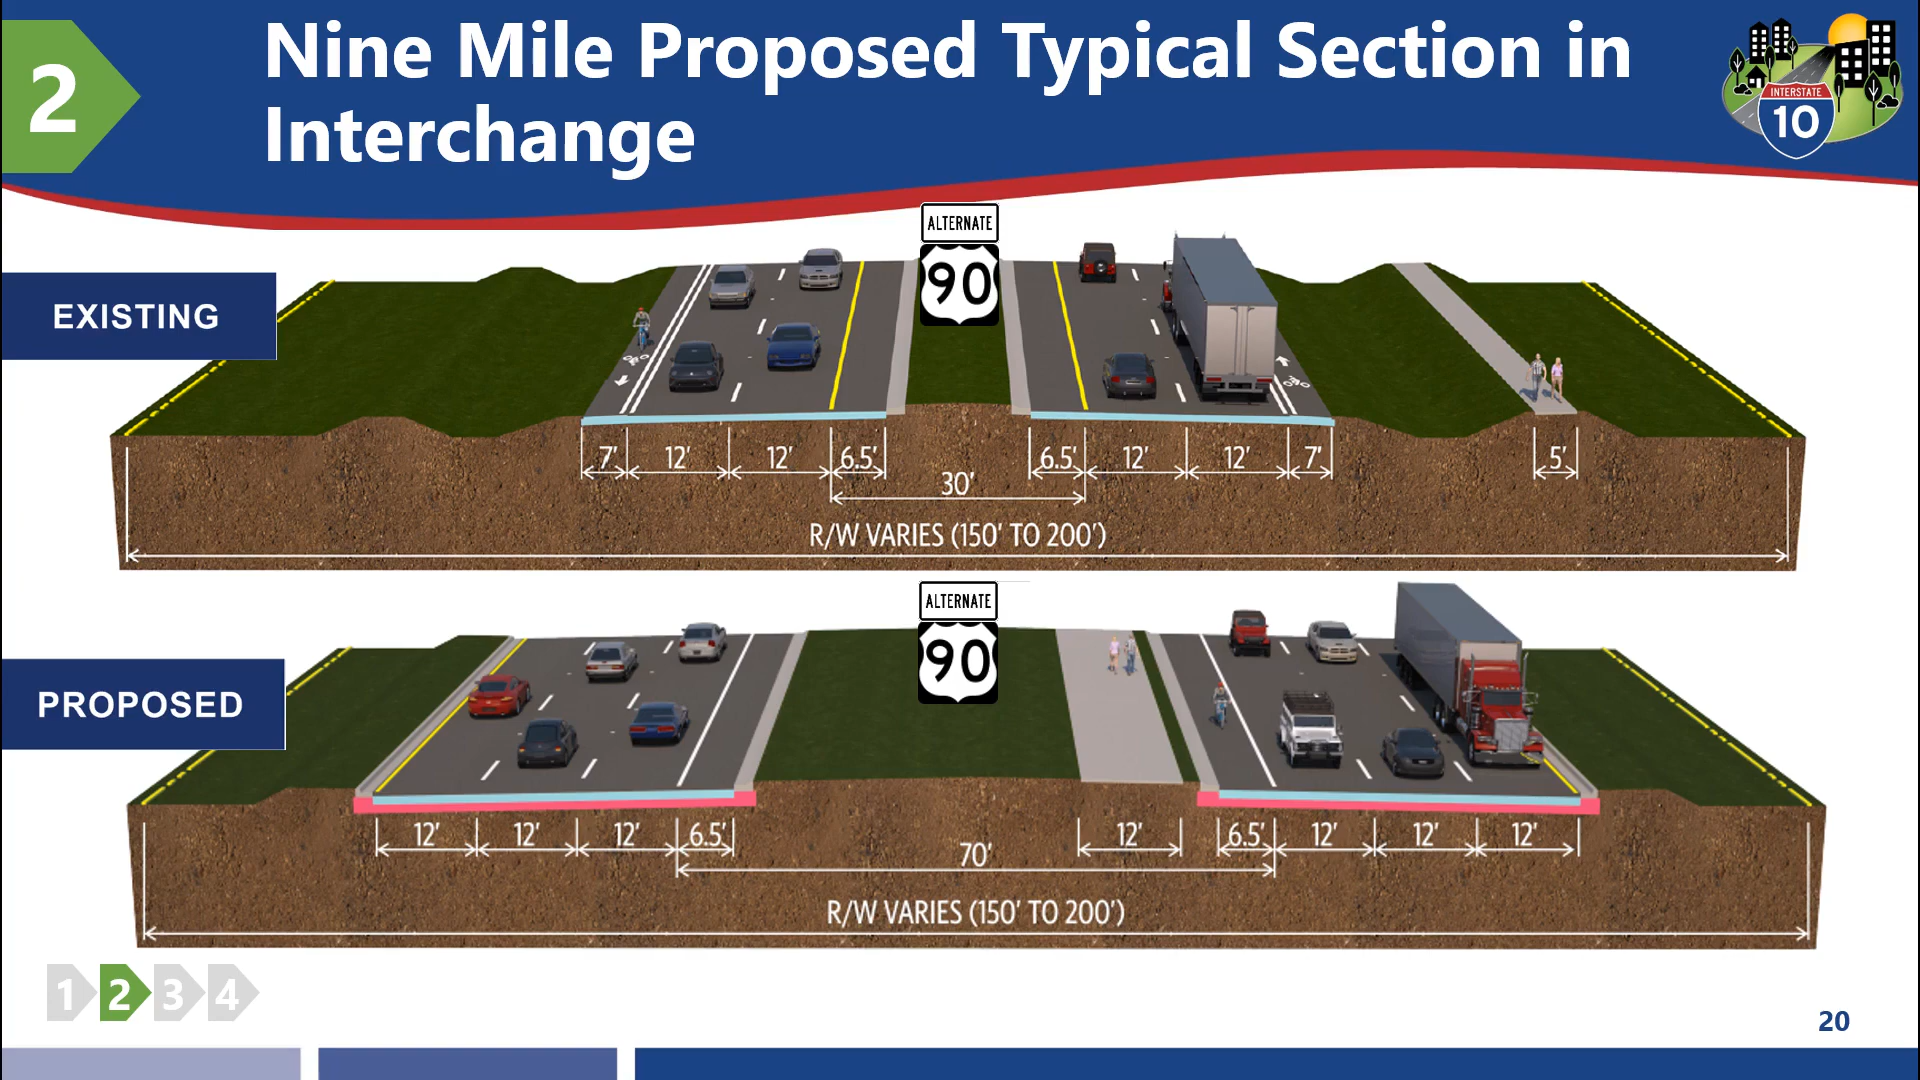 2
Nine Mile Proposed Typical Section in
Interchange
INTERSTATE
10
ALTERNATE
90
EXISTING
7' 12' 12' 6.5' 6.5' 12' 12' 7' 5'
30'
R/W VARIES (150' TO 200')
ALTERNATE
90
PROPOSED
12' 12' 12' 6.5' 12' 6.5' 12' 12' 12'
70'
R/W VARIES (150' TO 200')
1 2 3 4
20